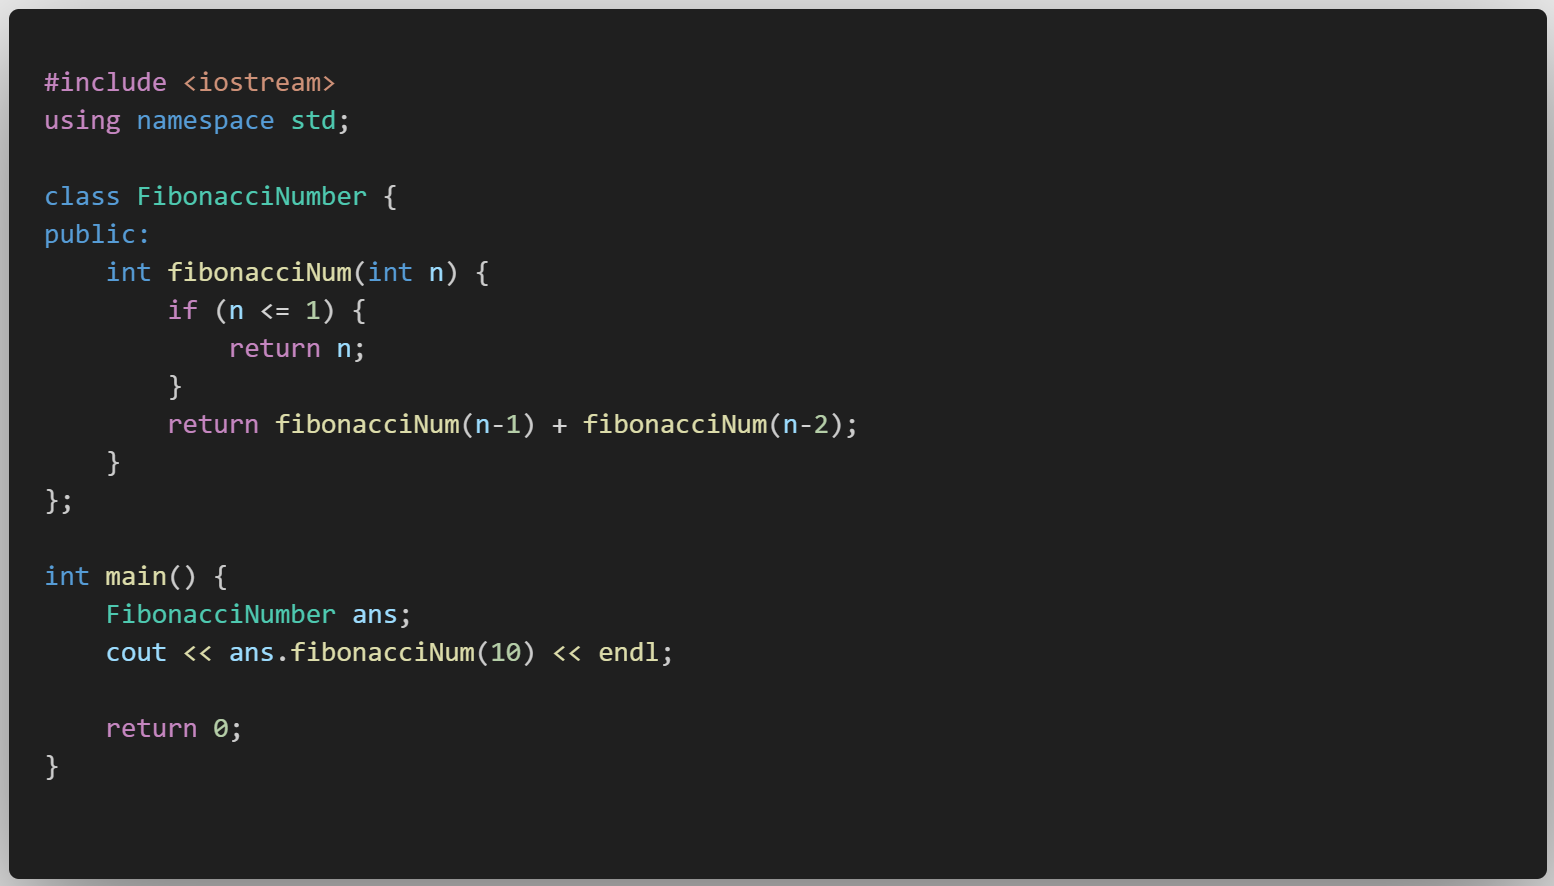 #include <iostream>
using namespace std;

class FibonacciNumber {
public:
    int fibonacciNum(int n) {
        if (n <= 1) {
            return n;
        }
        return fibonacciNum(n-1) + fibonacciNum(n-2);
    }
};

int main() {
    FibonacciNumber ans;
    cout << ans.fibonacciNum(10) << endl;

    return 0;
}